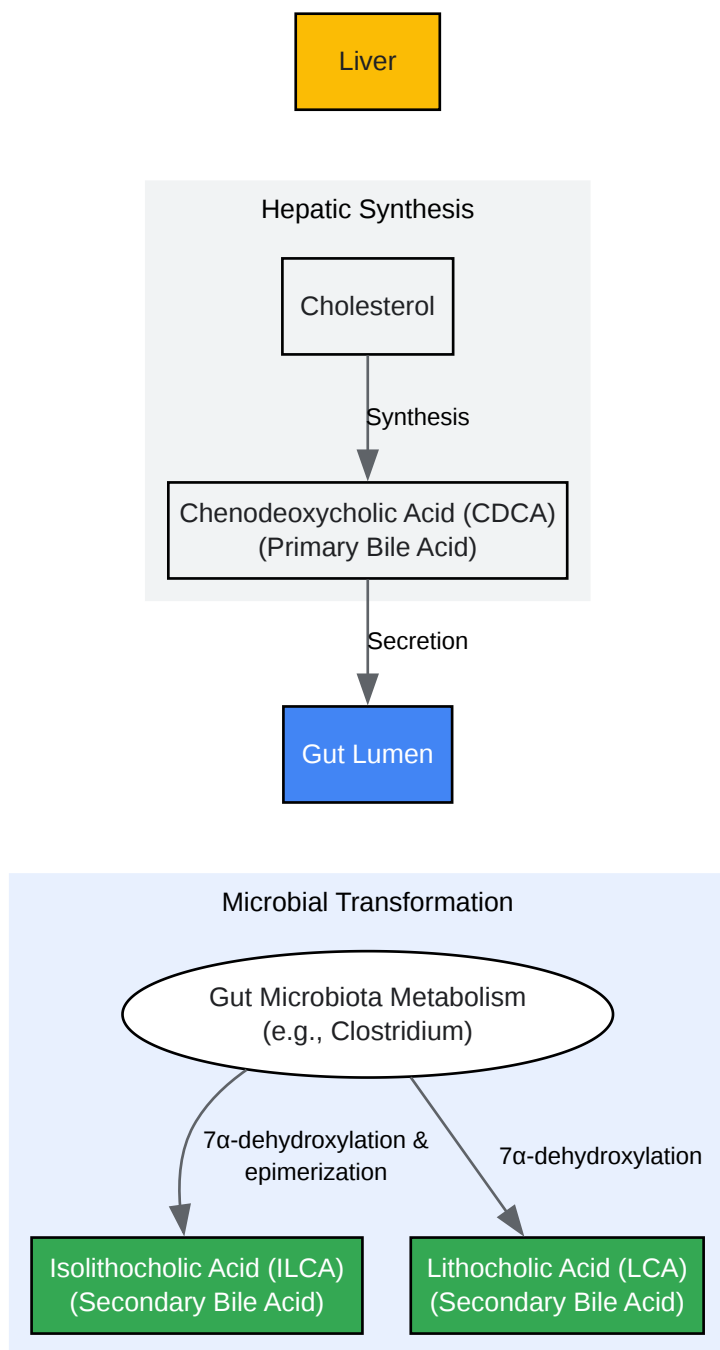 Liver
Hepatic Synthesis
Cholesterol
Synthesis
Chenodeoxycholic Acid (CDCA)
(Primary Bile Acid)
Secretion
Gut Lumen
Microbial Transformation
Gut Microbiota Metabolism
(e.g., Clostridium)
7α-dehydroxylation &
epimerization
7α-dehydroxylation
Isolithocholic Acid (ILCA)
(Secondary Bile Acid)
Lithocholic Acid (LCA)
(Secondary Bile Acid)